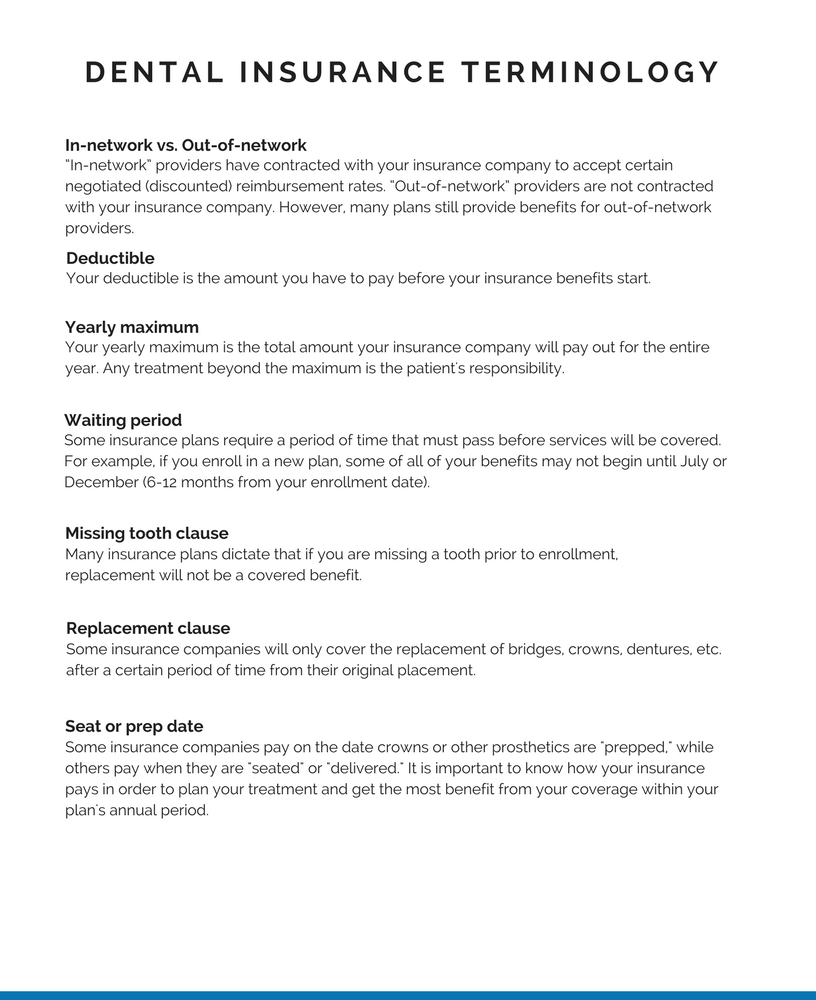 DENTAL INSURANCE TERMINOLOGY
In-network vs. Out-of-network
"In-network" providers have contracted with your insurance company to accept certain
negotiated (discounted) reimbursement rates. "Out-of-network" providers are not contracted
with your insurance company. However, many plans still provide benefits for out-of-network
providers.
Deductible
Your deductible is the amount you have to pay before your insurance benefits start.
Yearly maximum
Your yearly maximum is the total amount your insurance company will pay out for the entire
year. Any treatment beyond the maximum is the patient's responsibility.
Waiting period
Some insurance plans require a period of time that must pass before services will be covered.
For example, if you enroll in a new plan, some of all of your benefits may not begin until July or
December (6-12 months from your enrollment date).
Missing tooth clause
Many insurance plans dictate that if you are missing a tooth prior to enrollment,
replacement will not be a covered benefit.
Replacement clause
Some insurance companies will only cover the replacement of bridges, crowns, dentures, etc.
after a certain period of time from their original placement.
Seat or prep date
Some insurance companies pay on the date crowns or other prosthetics are "prepped," while
others pay when they are "seated" or "delivered." It is important to know how your insurance
pays in order to plan your treatment and get the most benefit from your coverage within your
plan's annual period.